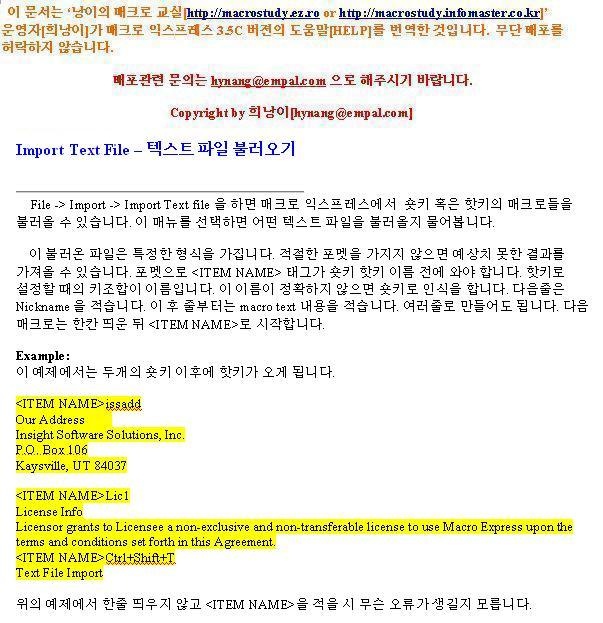 이 문서는 '낭이의 매크로 교실[http://macrostudy.ez.ro or http://macrostudy.infomaster.co.kr]'
운영자[희낭이]가 매크로 익스프레스 3.5C 버젼의 도움말[HELP]를 번역한 것입니다. 무단 배포를
허락하지 않습니다.
배포관련 문의는 hynang@empal.com 으로 해주시기 바랍니다.
Copyright by 희낭이[hynang@empal.com]
Import Text File – 텍스트 파일 불러오기
File -> Import -> Import Text file 을 하면 매크로 익스프레스에서 숏키 혹은 핫키의 매크로들을
불러올 수 있습니다. 이 매뉴를 선택하면 어떤 텍스트 파일을 불러올지 물어봅니다.
이 불러온 파일은 특정한 형식을 가집니다. 적절한 포멧을 가지지 않으면 예상치 못한 결과를
가져올 수 있습니다. 포멧으로 <ITEM NAME> 태그가 숏키 핫키 이름 전에 와야 합니다. 핫키로
설정할 때의 키조합이 이름입니다. 이 이름이 정확하지 않으면 숏키로 인식을 합니다. 다음줄은
Nickname 을 적습니다. 이 후 줄부터는 macro text 내용을 적습니다. 여러줄로 만들어도 됩니다. 다음
매크로는 한칸 띄운 뒤 <ITEM NAME>로 시작합니다.
Example:
이 예제에서는 두개의 숏키 이후에 핫키가 오게 됩니다.
<ITEM NAME>issadd
Our Address
Insight Software Solutions, Inc.
P.O.. Box 106
Kaysville, UT 84037
<ITEM NAME>Lic1
License Info
Licensor grants to Licensee a non-exclusive and non-transferable license to use Macro Express upon the
terms and conditions set forth in this Agreement.
<ITEM NAME>Ctrl+Shift+T
Text File Import
위의 예제에서 한줄 띄우지 않고 <ITEM NAME>을 적을 시 무슨 오류가 생길지 모릅니다.